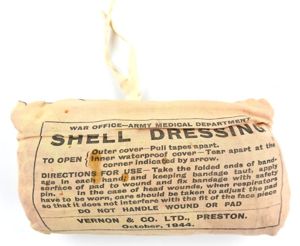 WAR OFFICE—ARMY MEDICAL DEPARTMENT
SHELL DRESSING
Outer cover—Pull tapes apart.
TO OPEN Inner waterproof cover—Tear apart at the
corner indicated by arrow.
DIRECTIONS FOR USE—Take the folded ends of band-
age in each hand and keeping bandage taut, apply
surface of pad to wound and fix bandage with safety
pin. In the case of head wounds, when respirators
have to be worn, care should be taken to adjust the pad
so that it does not interfere with the fit of the face piece
DO NOT HANDLE WOUND OR PAD
VERNON & CO. LTD., PRESTON.
October, 1944.